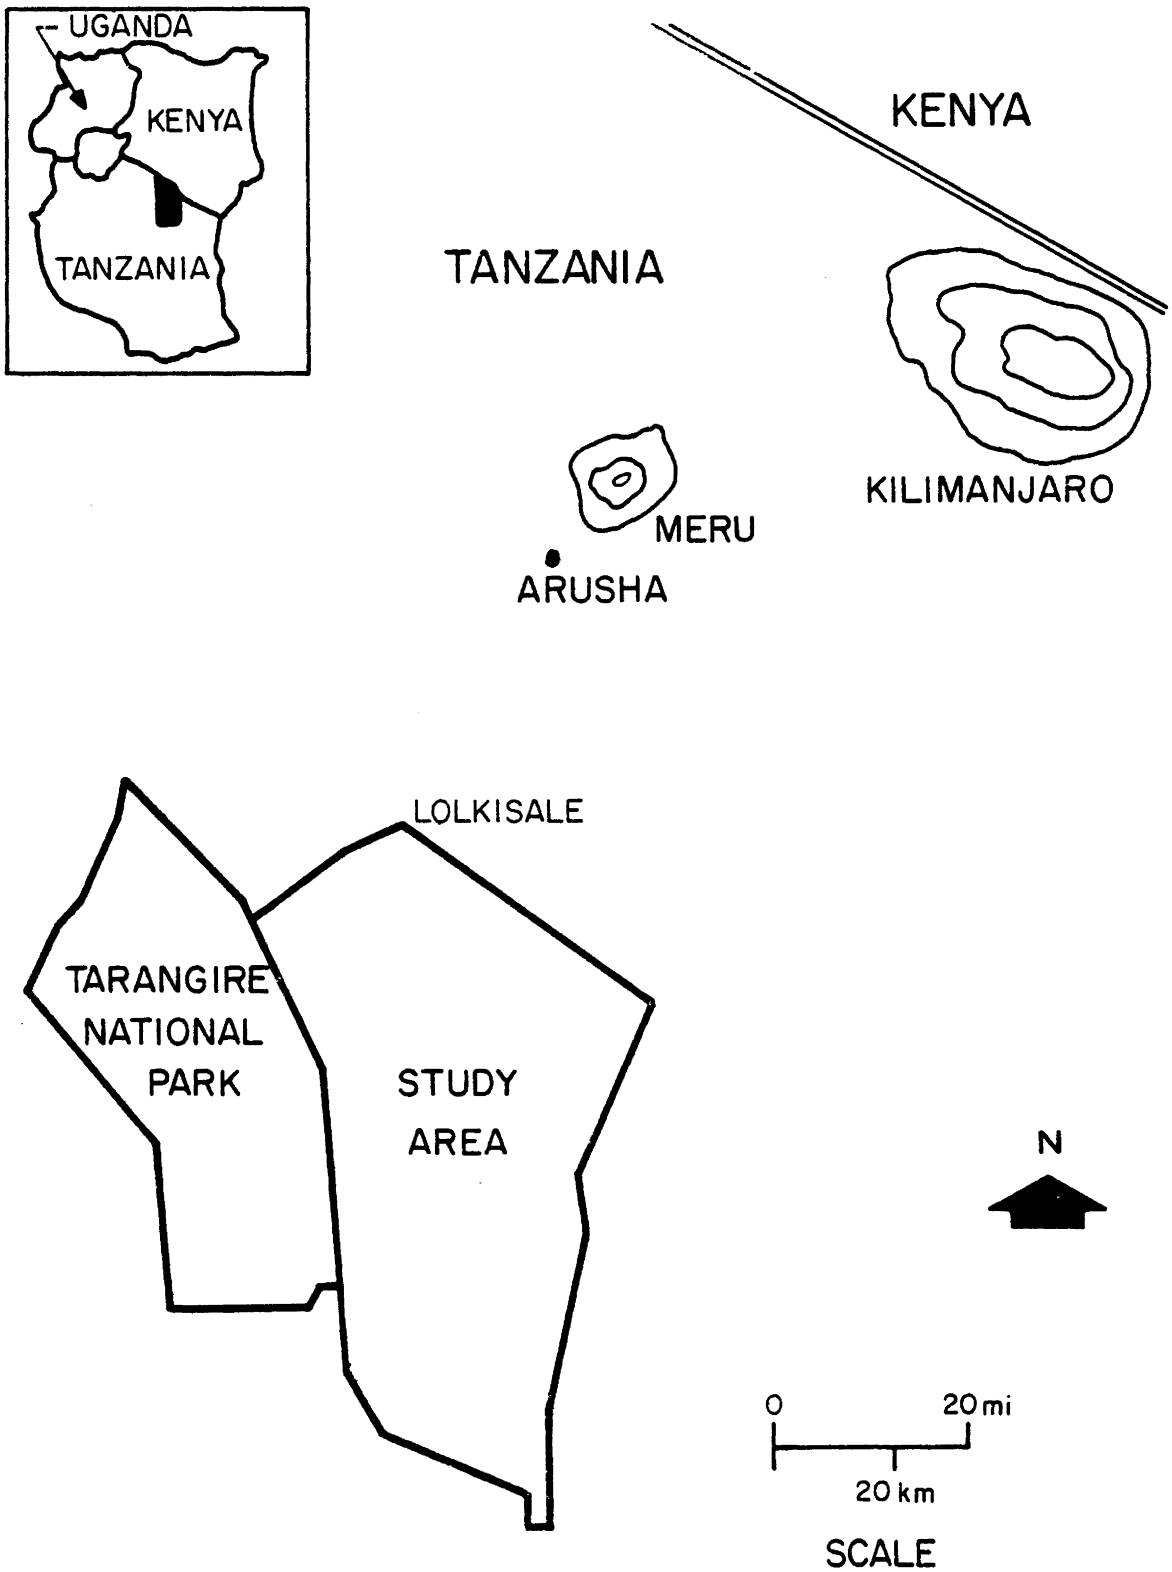 UGANDA
KENYA
TANZANIA
KENYA
TANZANIA
KILIMANJARO
MERU
ARUSHA
LOLKISALE
TARANGIRE
NATIONAL
PARK
STUDY
AREA
N
0 20 mi
20 km
SCALE